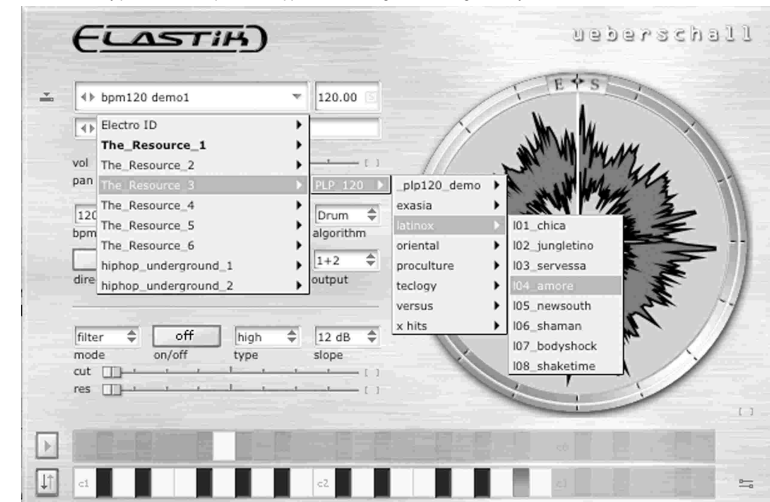 ELASTIK
ueberschall
E S
bpm120 demo1
120.00
Electro ID
The_Resource_1
The_Resource_2
The_Resource_3
The_Resource_4
The_Resource_5
The_Resource_6
hiphop_underground_1
hiphop_underground_2
PLP_120
_plp120_demo
exasia
latinox
oriental
proculture
teclogy
versus
x hits
l01_chica
l02_jungletino
l03_servessa
l04_amore
l05_newsouth
l06_shaman
l07_bodyshock
l08_shaketime
vol
pan
120
bpm
Drum
algorithm
1+2
dire
output
filter
off
high
12 dB
mode
on/off
type
slope
cut
res
c1
c2